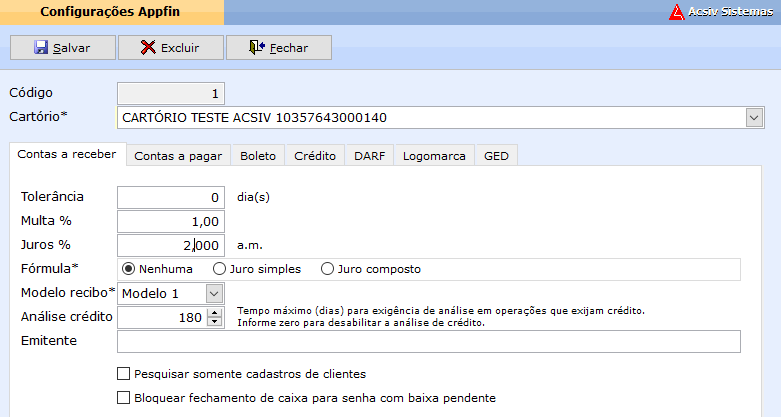 Configurações Appfin
Acsiv Sistemas
Salvar
Excluir
Fechar
Código 1
Cartório* CARTÓRIO TESTE ACSIV 10357643000140
Contas a receber Contas a pagar Boleto Crédito DARF Logomarca GED
Tolerância 0 dia(s)
Multa % 1,00
Juros % 2,000 a.m.
Fórmula* Nenhuma Juro simples Juro composto
Modelo recibo* Modelo 1
Análise crédito 180 Tempo máximo (dias) para exigência de análise em operações que exijam crédito.
Informe zero para desabilitar a análise de crédito.
Emitente
Pesquisar somente cadastros de clientes
Bloquear fechamento de caixa para senha com baixa pendente